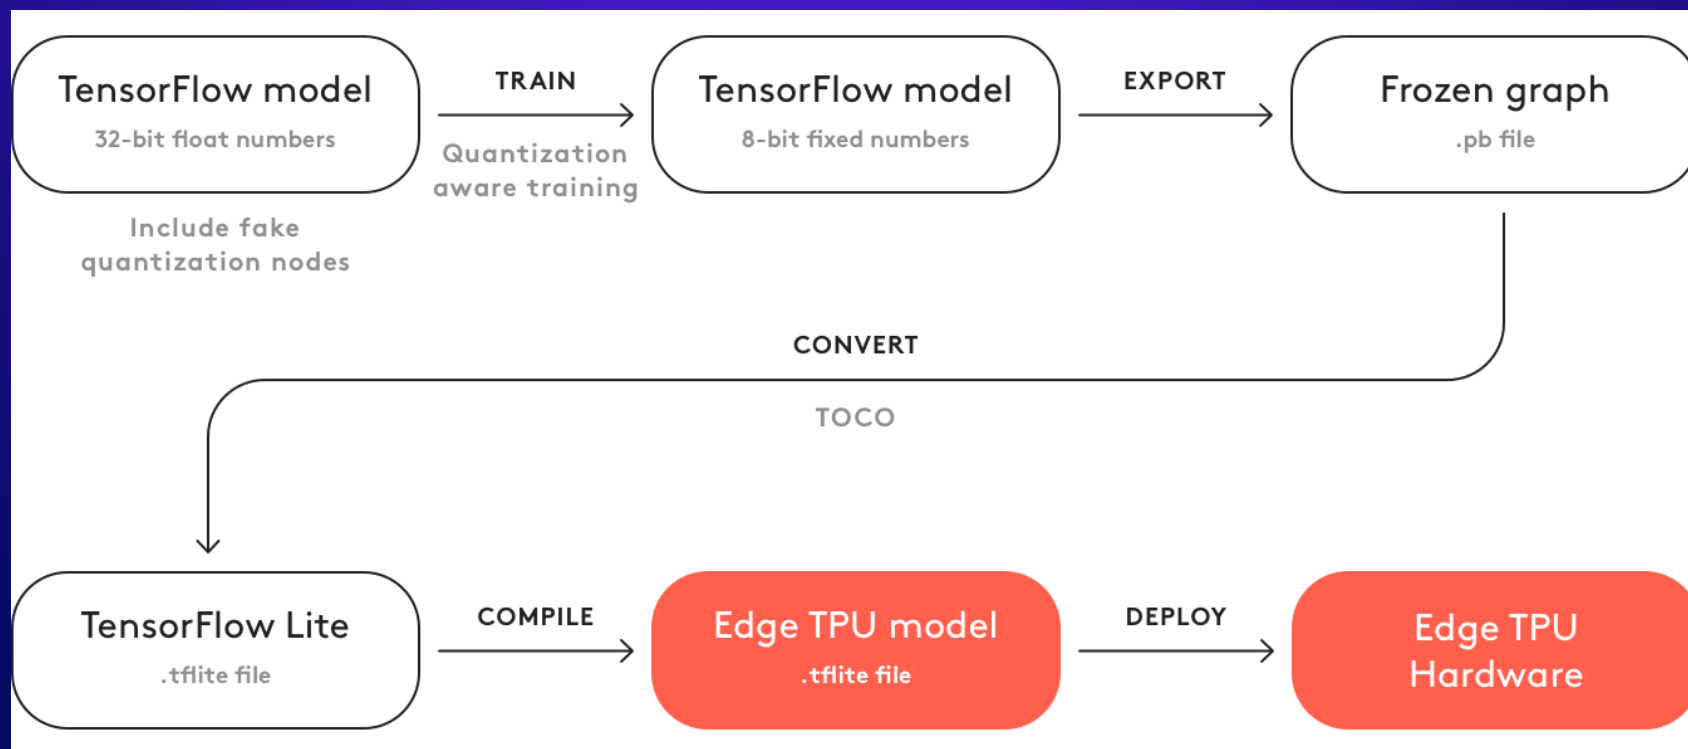 TensorFlow model
32-bit float numbers
Include fake
quantization nodes
TRAIN
Quantization
aware training
TensorFlow model
8-bit fixed numbers
EXPORT
Frozen graph
.pb file
CONVERT
TOCO
TensorFlow Lite
.tflite file
COMPILE
Edge TPU model
.tflite file
DEPLOY
Edge TPU
Hardware